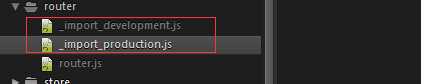 router
_import_development.js
_import_production.js
router.js
store